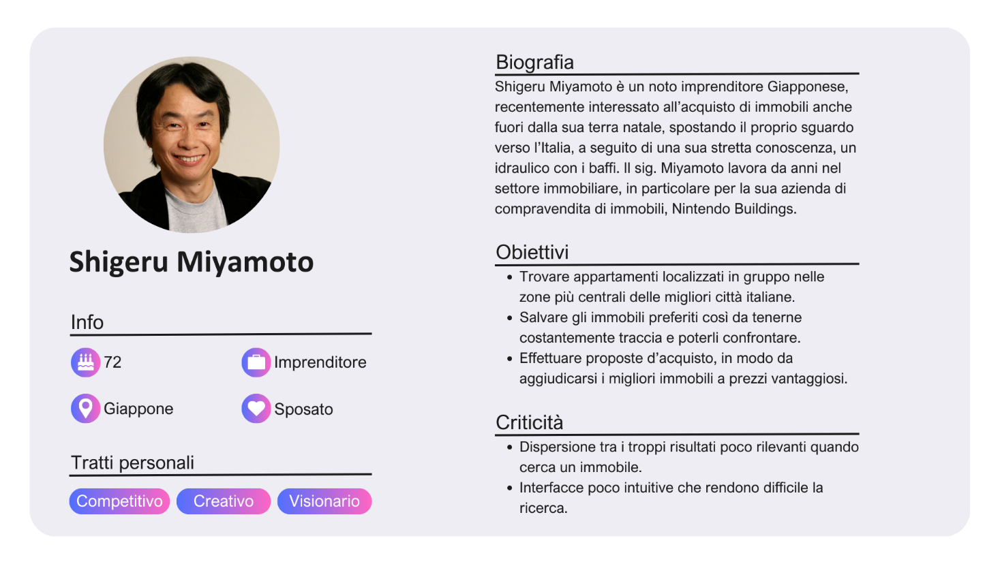 Shigeru Miyamoto
Info
72
Imprenditore
Giappone
Sposato
Tratti personali
Competitivo
Creativo
Visionario
Biografia
Shigeru Miyamoto è un noto imprenditore Giapponese,
recentemente interessato all’acquisto di immobili anche
fuori dalla sua terra natale, spostando il proprio sguardo
verso l’Italia, a seguito di una sua stretta conoscenza, un
idraulico con i baffi. Il sig. Miyamoto lavora da anni nel
settore immobiliare, in particolare per la sua azienda di
compravendita di immobili, Nintendo Buildings.
Obiettivi
• Trovare appartamenti localizzati in gruppo nelle
zone più centrali delle migliori città italiane.
• Salvare gli immobili preferiti così da tenerne
costantemente traccia e poterli confrontare.
• Effettuare proposte d’acquisto, in modo da
aggiudicarsi i migliori immobili a prezzi vantaggiosi.
Criticità
• Dispersione tra i troppi risultati poco rilevanti quando
cerca un immobile.
• Interfacce poco intuitive che rendono difficile la
ricerca.